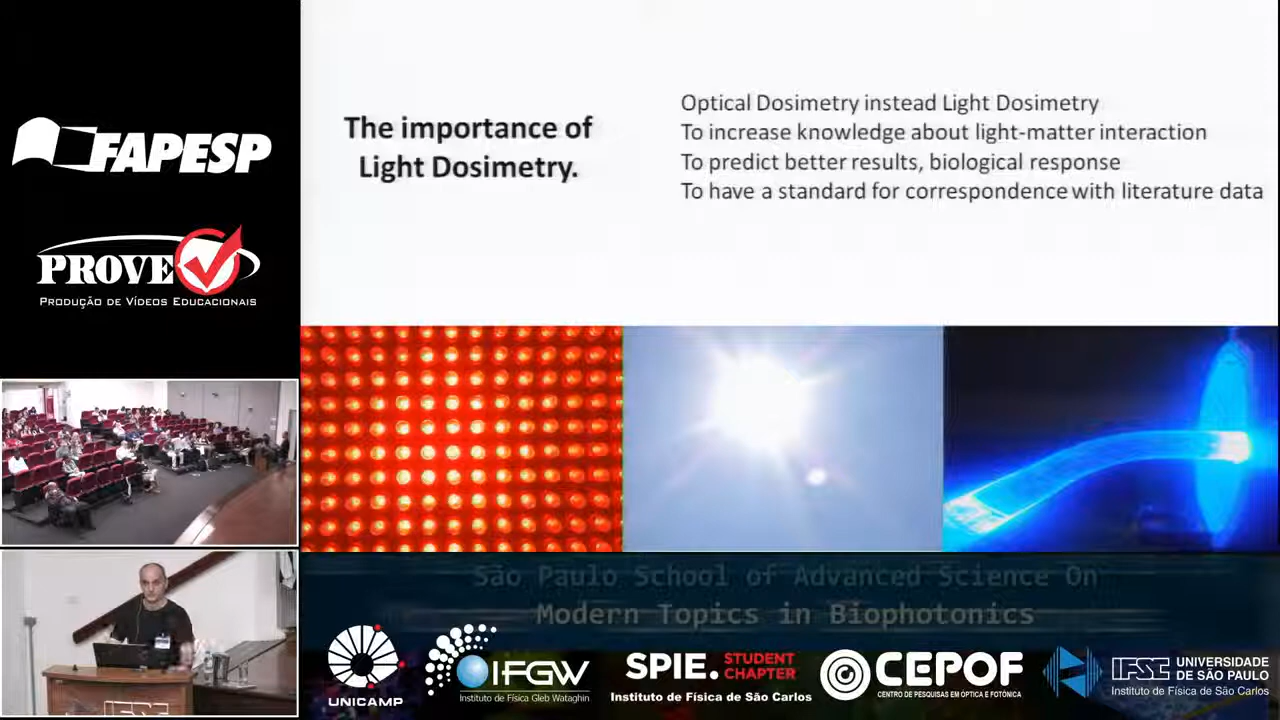 FAPESP
PROVE
PRODUÇÃO DE VÍDEOS EDUCACIONAIS
The importance of
Light Dosimetry.
Optical Dosimetry instead Light Dosimetry
To increase knowledge about light-matter interaction
To predict better results, biological response
To have a standard for correspondence with literature data
São Paulo School of Advanced Science On
Modern Topics in Biophotonics
UNICAMP
IFGW
Instituto de Física Gleb Wataghin
SPIE. STUDENT
CHAPTER
Instituto de Física de São Carlos
CEPOF
CENTRO DE PESQUISAS EM ÓPTICA E FOTÔNICA
IFSC UNIVERSIDADE
DE SÃO PAULO
Instituto de Física de São Carlos
IFSC